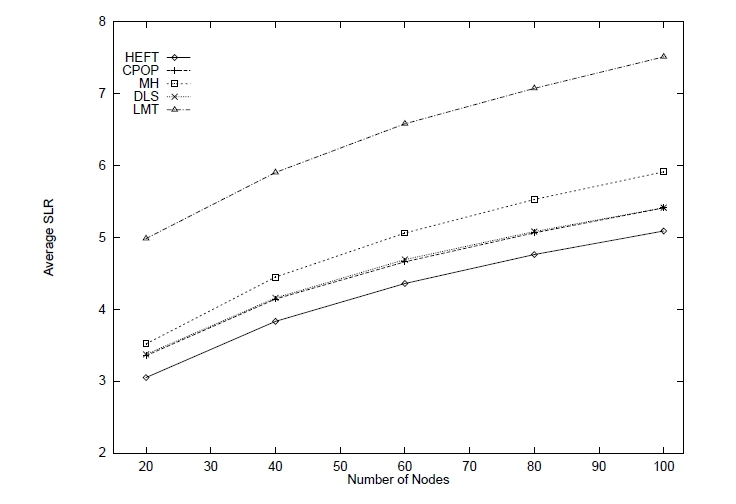 8
7
6
5
4
3
2
Average SLR
HEFT
CPOP
MH
DLS
LMT
20 30 40 50 60 70 80 90 100
Number of Nodes